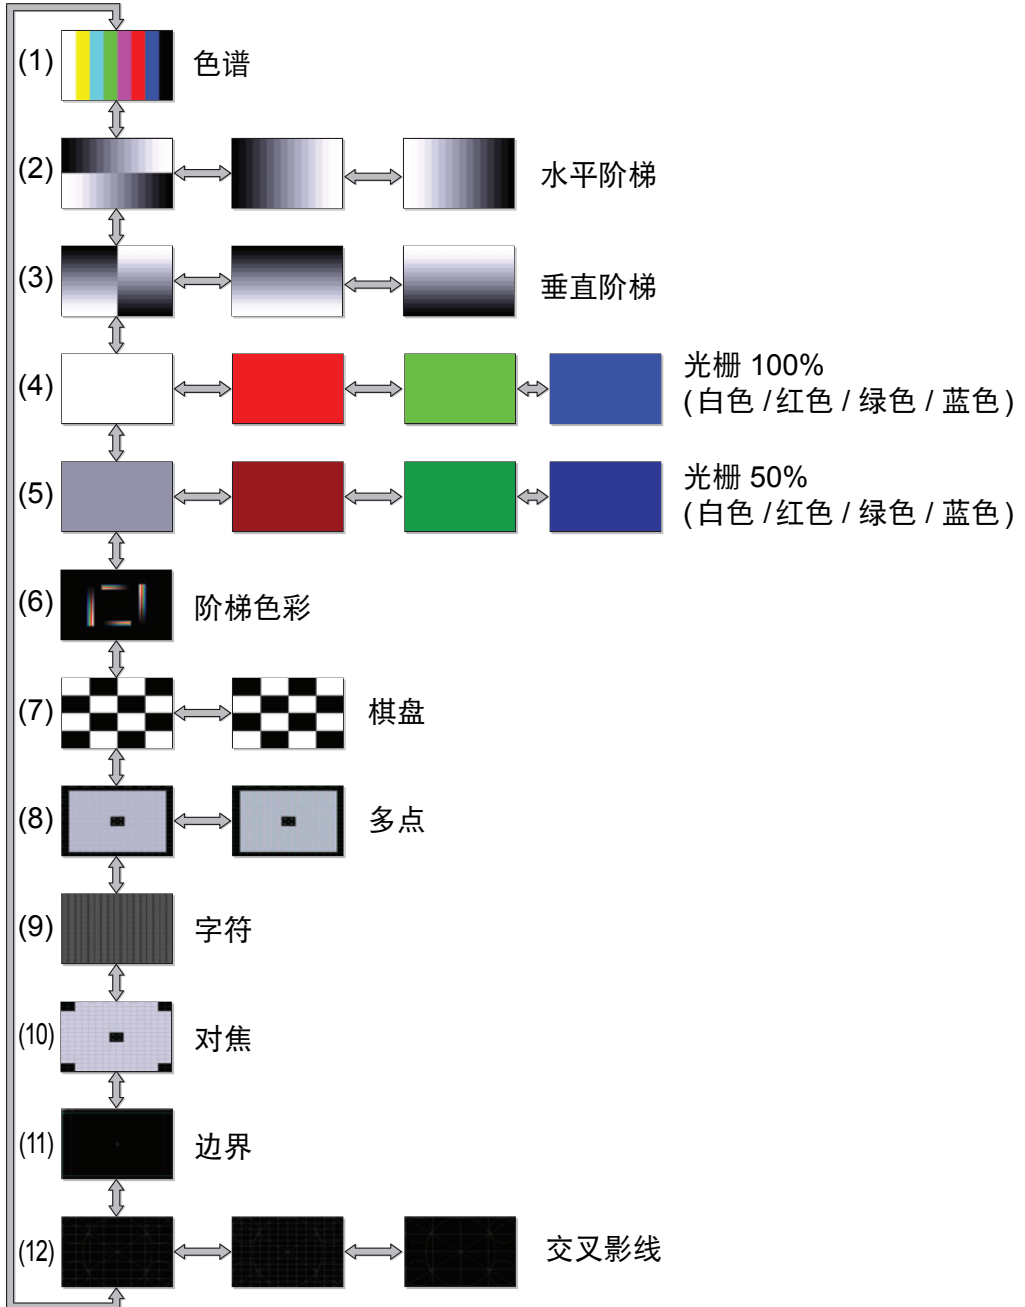 (1) 色谱
(2) 水平阶梯
(3) 垂直阶梯
(4) 光栅 100%
(白色 / 红色 / 绿色 / 蓝色)
(5) 光栅 50%
(白色 / 红色 / 绿色 / 蓝色)
(6) 阶梯色彩
(7) 棋盘
(8) 多点
(9) 字符
(10) 对焦
(11) 边界
(12) 交叉影线